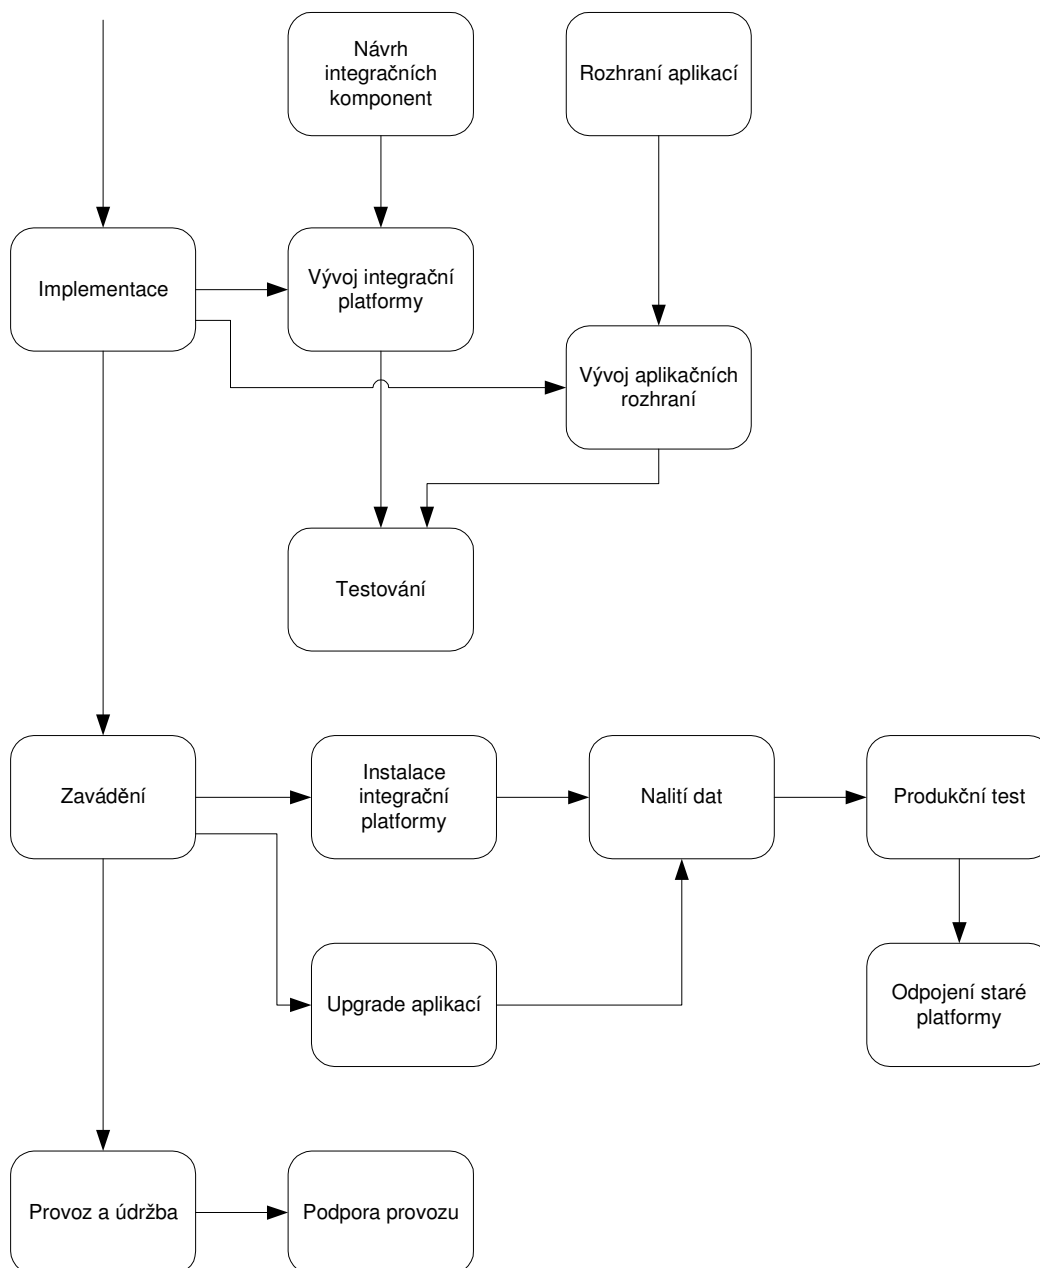 Návrh
integračních
komponent
Rozhraní aplikací
Implementace
Vývoj integrační
platformy
Vývoj aplikačních
rozhraní
Testování
Zavádění
Instalace
integrační
platformy
Nalití dat
Produkční test
Upgrade aplikací
Odpojení staré
platformy
Provoz a údržba
Podpora provozu